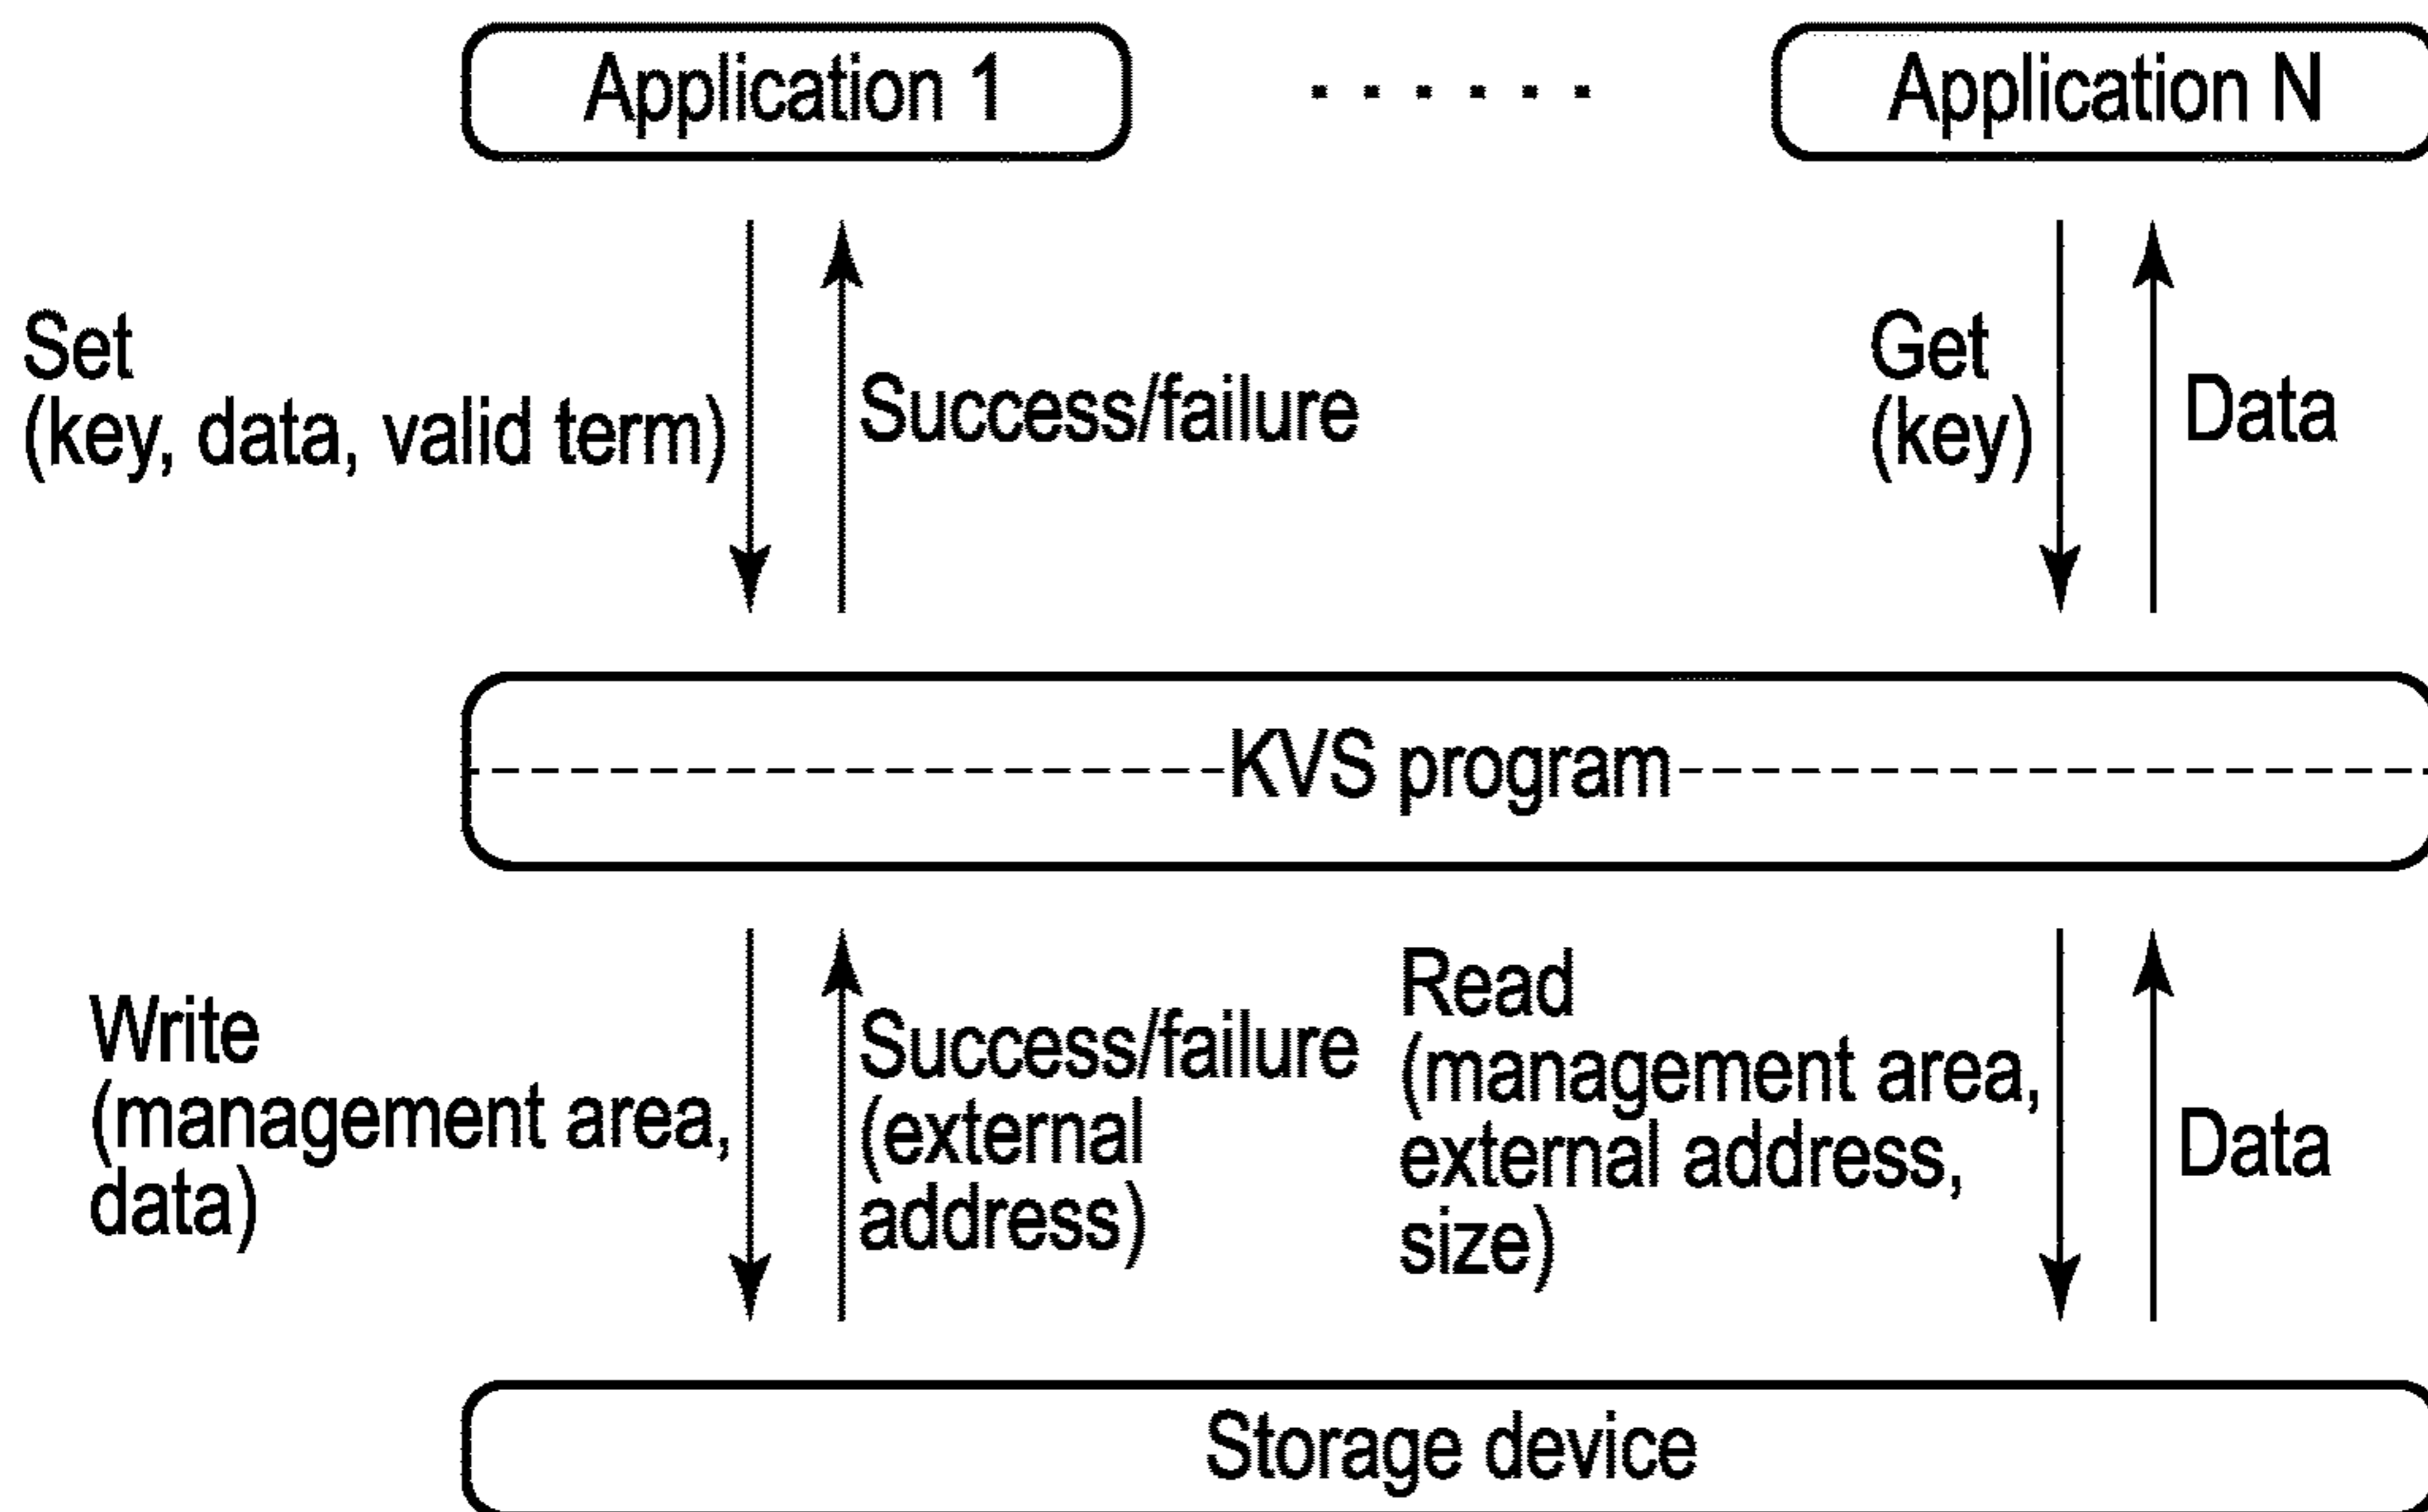 Application 1
Application N
Set
(key, data, valid term)
Success/failure
Get
(key)
Data
KVS program
Write
(management area,
data)
Success/failure
(external
address)
Read
(management area,
external address,
size)
Data
Storage device